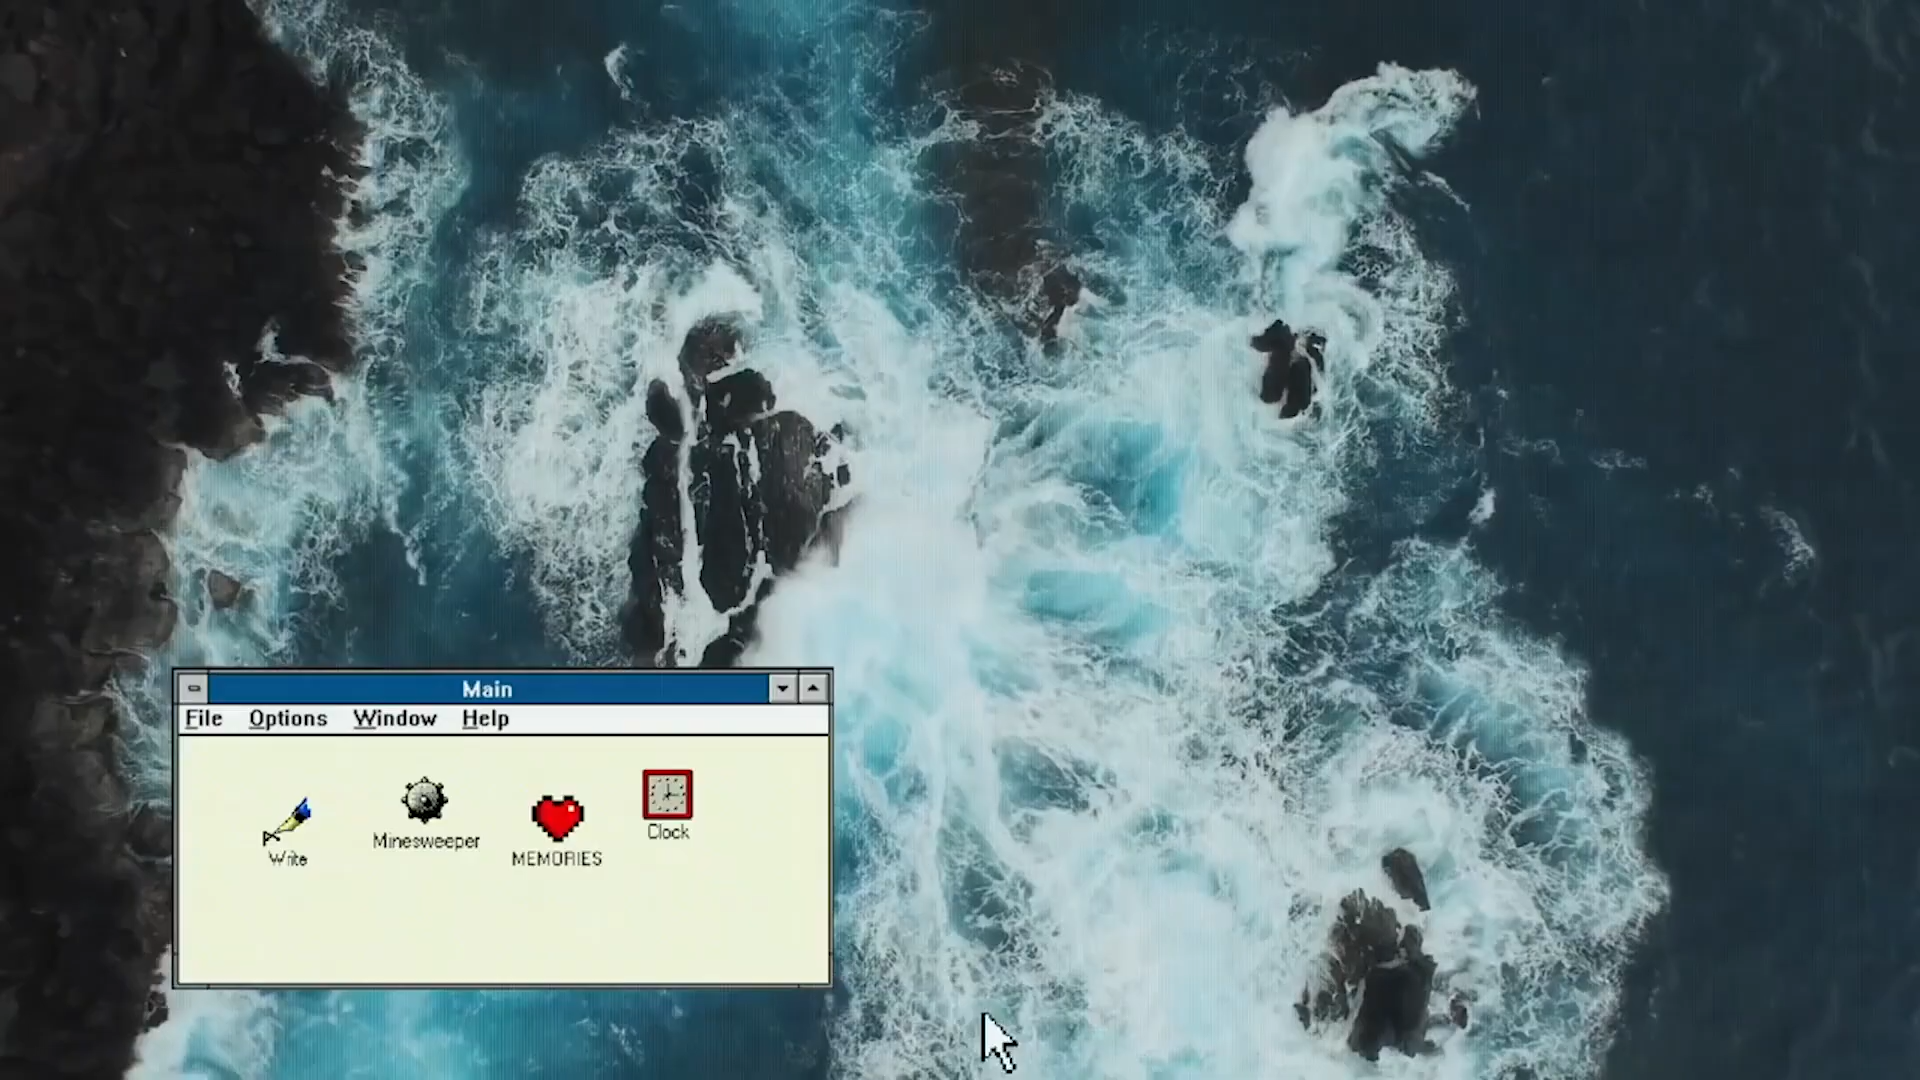 Main
File Options Window Help
Write
Minesweeper
MEMORIES
Clock